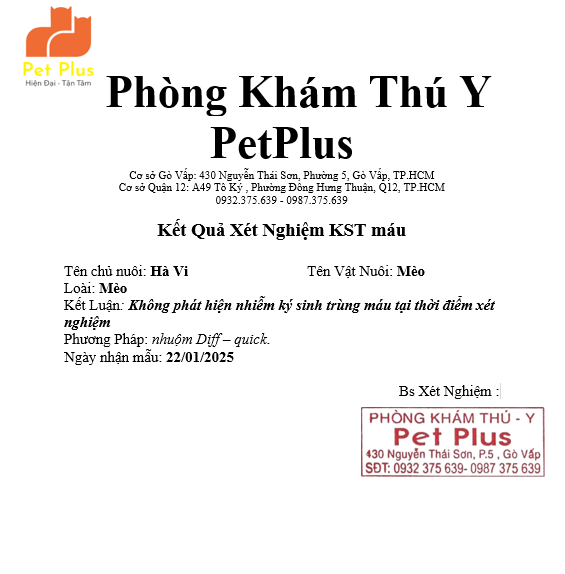 Pet Plus
Hiện Đại - Tận Tâm
Phòng Khám Thú Y
PetPlus
Cơ sở Gò Vấp: 430 Nguyễn Thái Sơn, Phường 5, Gò Vấp, TP.HCM
Cơ sở Quận 12: A49 Tô Ký , Phường Đông Hưng Thuận, Q12, TP.HCM
0932.375.639 - 0987.375.639
Kết Quả Xét Nghiệm KST máu
Tên chủ nuôi: Hà Vi Tên Vật Nuôi: Mèo
Loài: Mèo
Kết Luận: Không phát hiện nhiễm ký sinh trùng máu tại thời điểm xét
nghiệm
Phương Pháp: nhuộm Diff – quick.
Ngày nhận mẫu: 22/01/2025
Bs Xét Nghiệm :
PHÒNG KHÁM THÚ - Y
Pet Plus
430 Nguyễn Thái Sơn, P.5 , Gò Vấp
SĐT: 0932 375 639- 0987 375 639